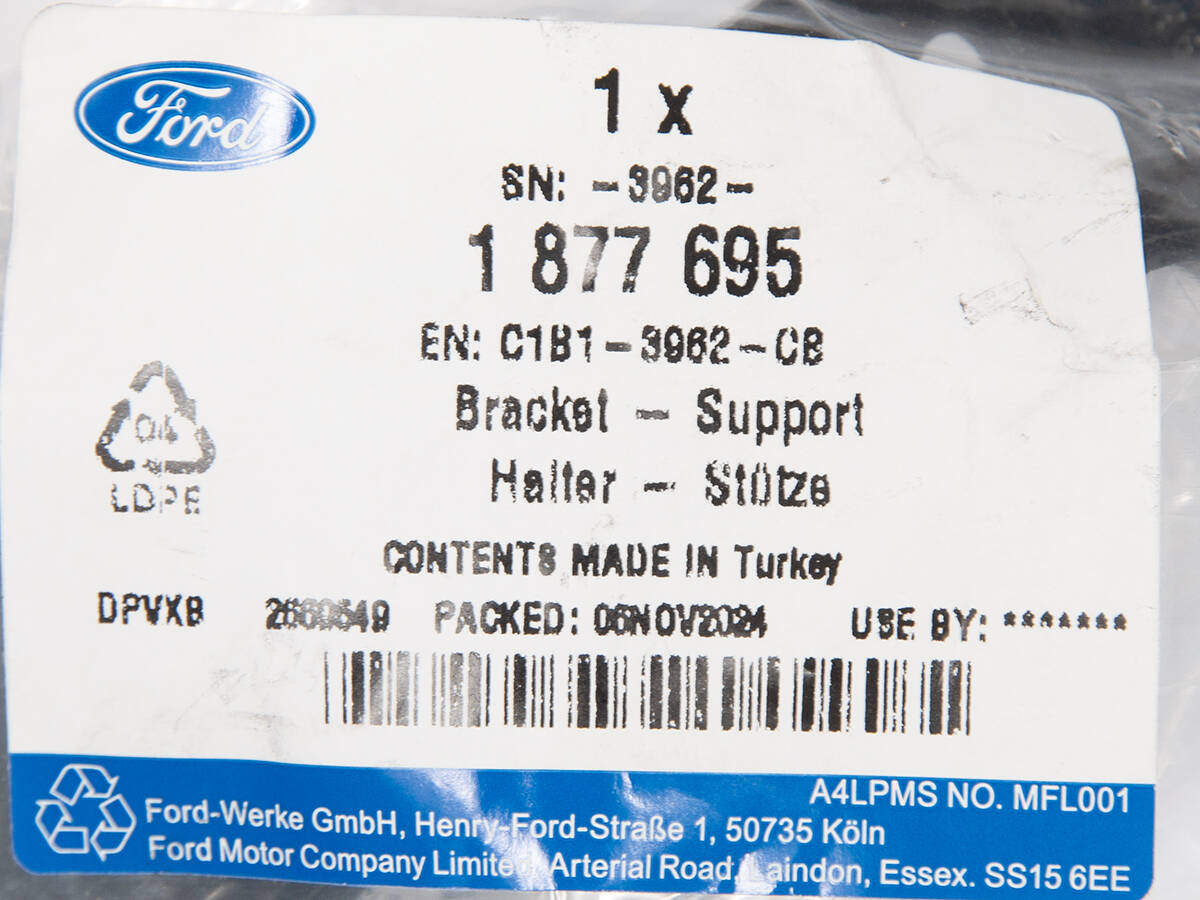 Ford
1 x
SN: -3962-
1 877 695
EN: C1B1-3962-CB
Bracket - Support
Halter - Stütze
04
LDPE
CONTENTS MADE IN Turkey
DPVXB 2660549 PACKED: 06NOV2024 USE BY: *******
A4LPMS NO. MFL001
Ford-Werke GmbH, Henry-Ford-Straße 1, 50735 Köln
Ford Motor Company Limited, Arterial Road, Laindon, Essex. SS15 6EE